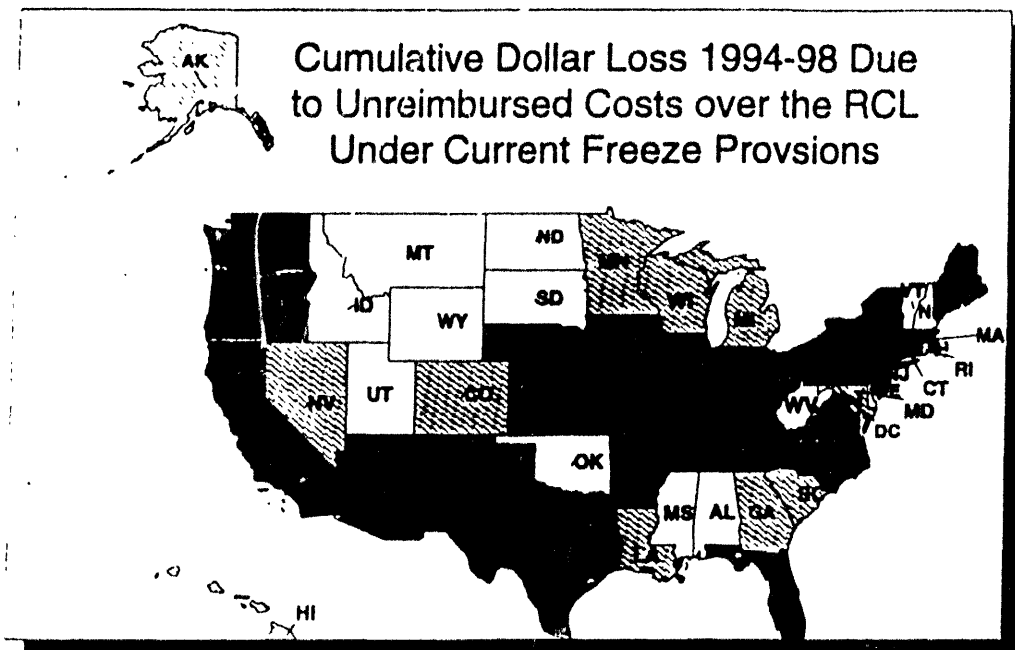 AK
Cumulative Dollar Loss 1994-98 Due
to Unreimbursed Costs over the RCL
Under Current Freeze Provsions
MT
ND
MN
ID
SD
WI
MI
VT
N
WY
MA
RI
NV
UT
CO
CT
WV
MD
DC
OK
MS
AL
GA
SC
LA
HI